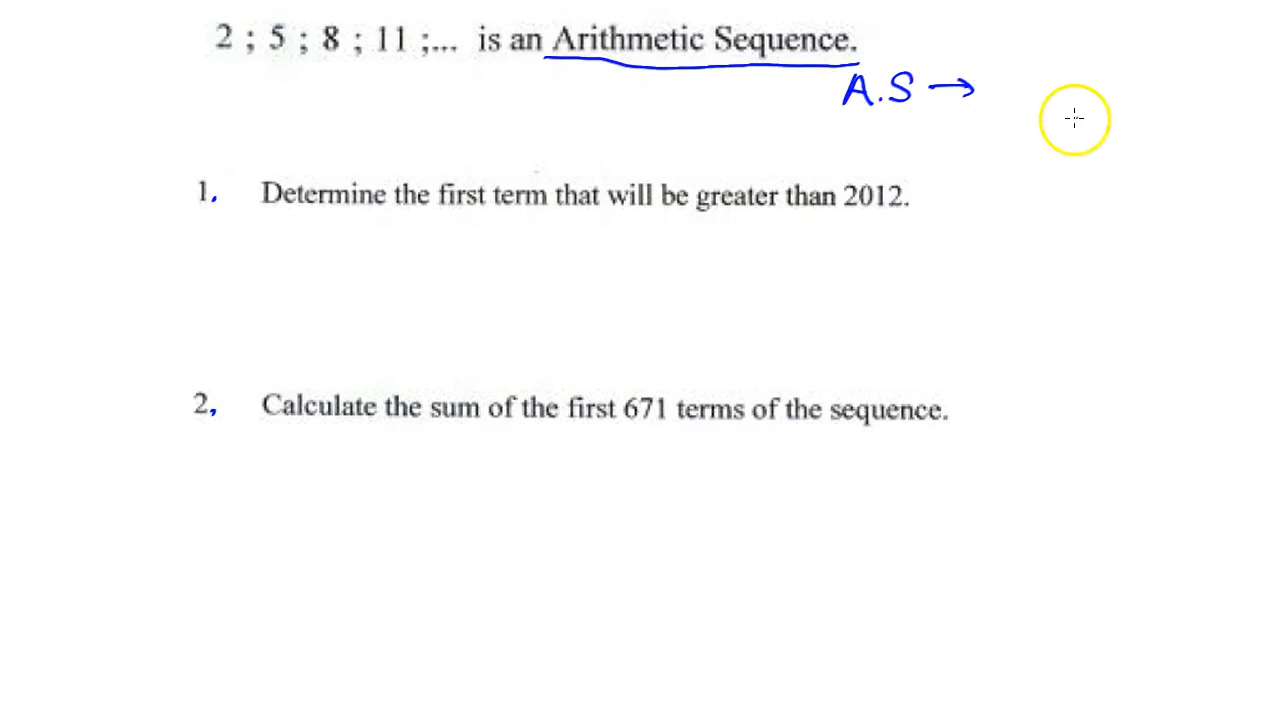 2 ; 5 ; 8 ; 11 ;... is an Arithmetic Sequence.
A.S →
1, Determine the first term that will be greater than 2012.
2, Calculate the sum of the first 671 terms of the sequence.